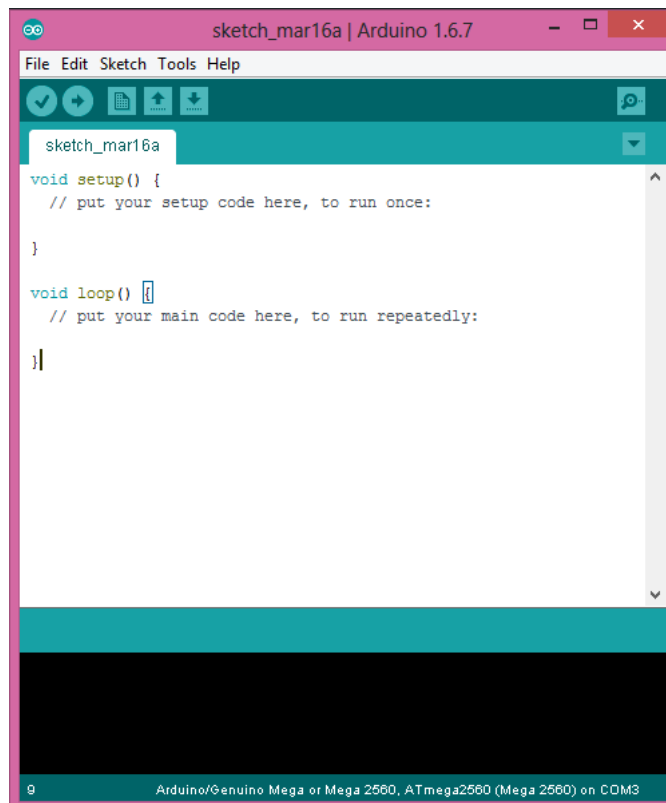 sketch_mar16a | Arduino 1.6.7
File Edit Sketch Tools Help
sketch_mar16a
void setup() {
  // put your setup code here, to run once:
}
void loop() {
  // put your main code here, to run repeatedly:
}
9 Arduino/Genuino Mega or Mega 2560, ATmega2560 (Mega 2560) on COM3